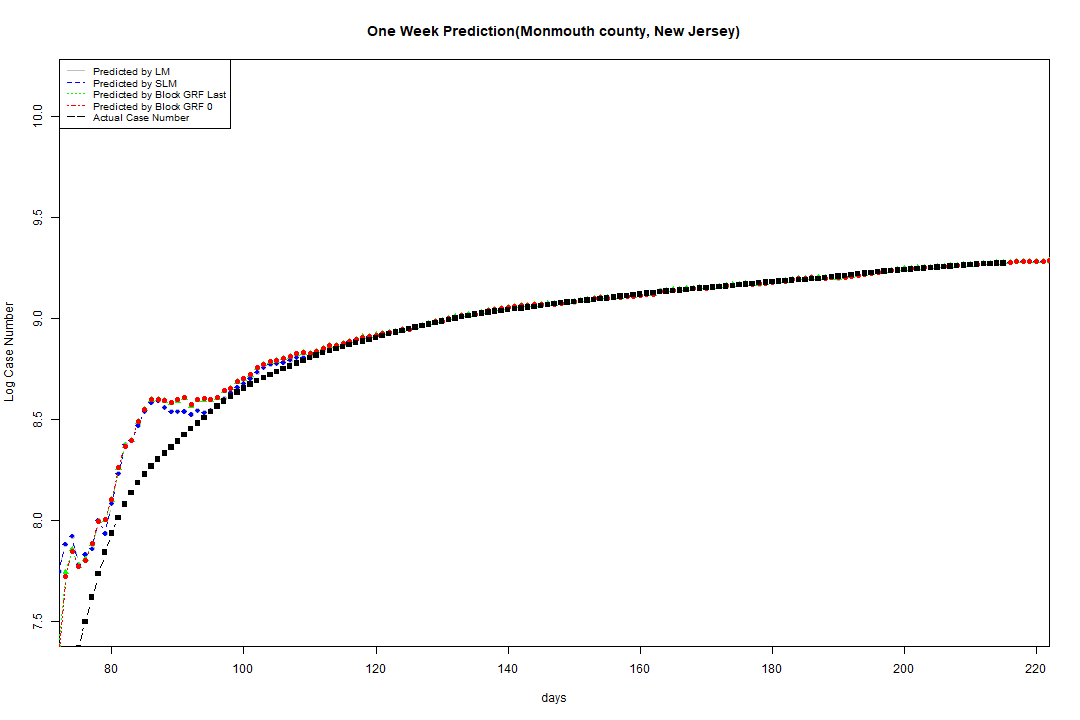 One Week Prediction(Monmouth county, New Jersey)
Predicted by LM
Predicted by SLM
Predicted by Block GRF Last
Predicted by Block GRF 0
Actual Case Number
10.0
9.5
9.0
8.5
8.0
7.5
Log Case Number
80 100 120 140 160 180 200 220
days